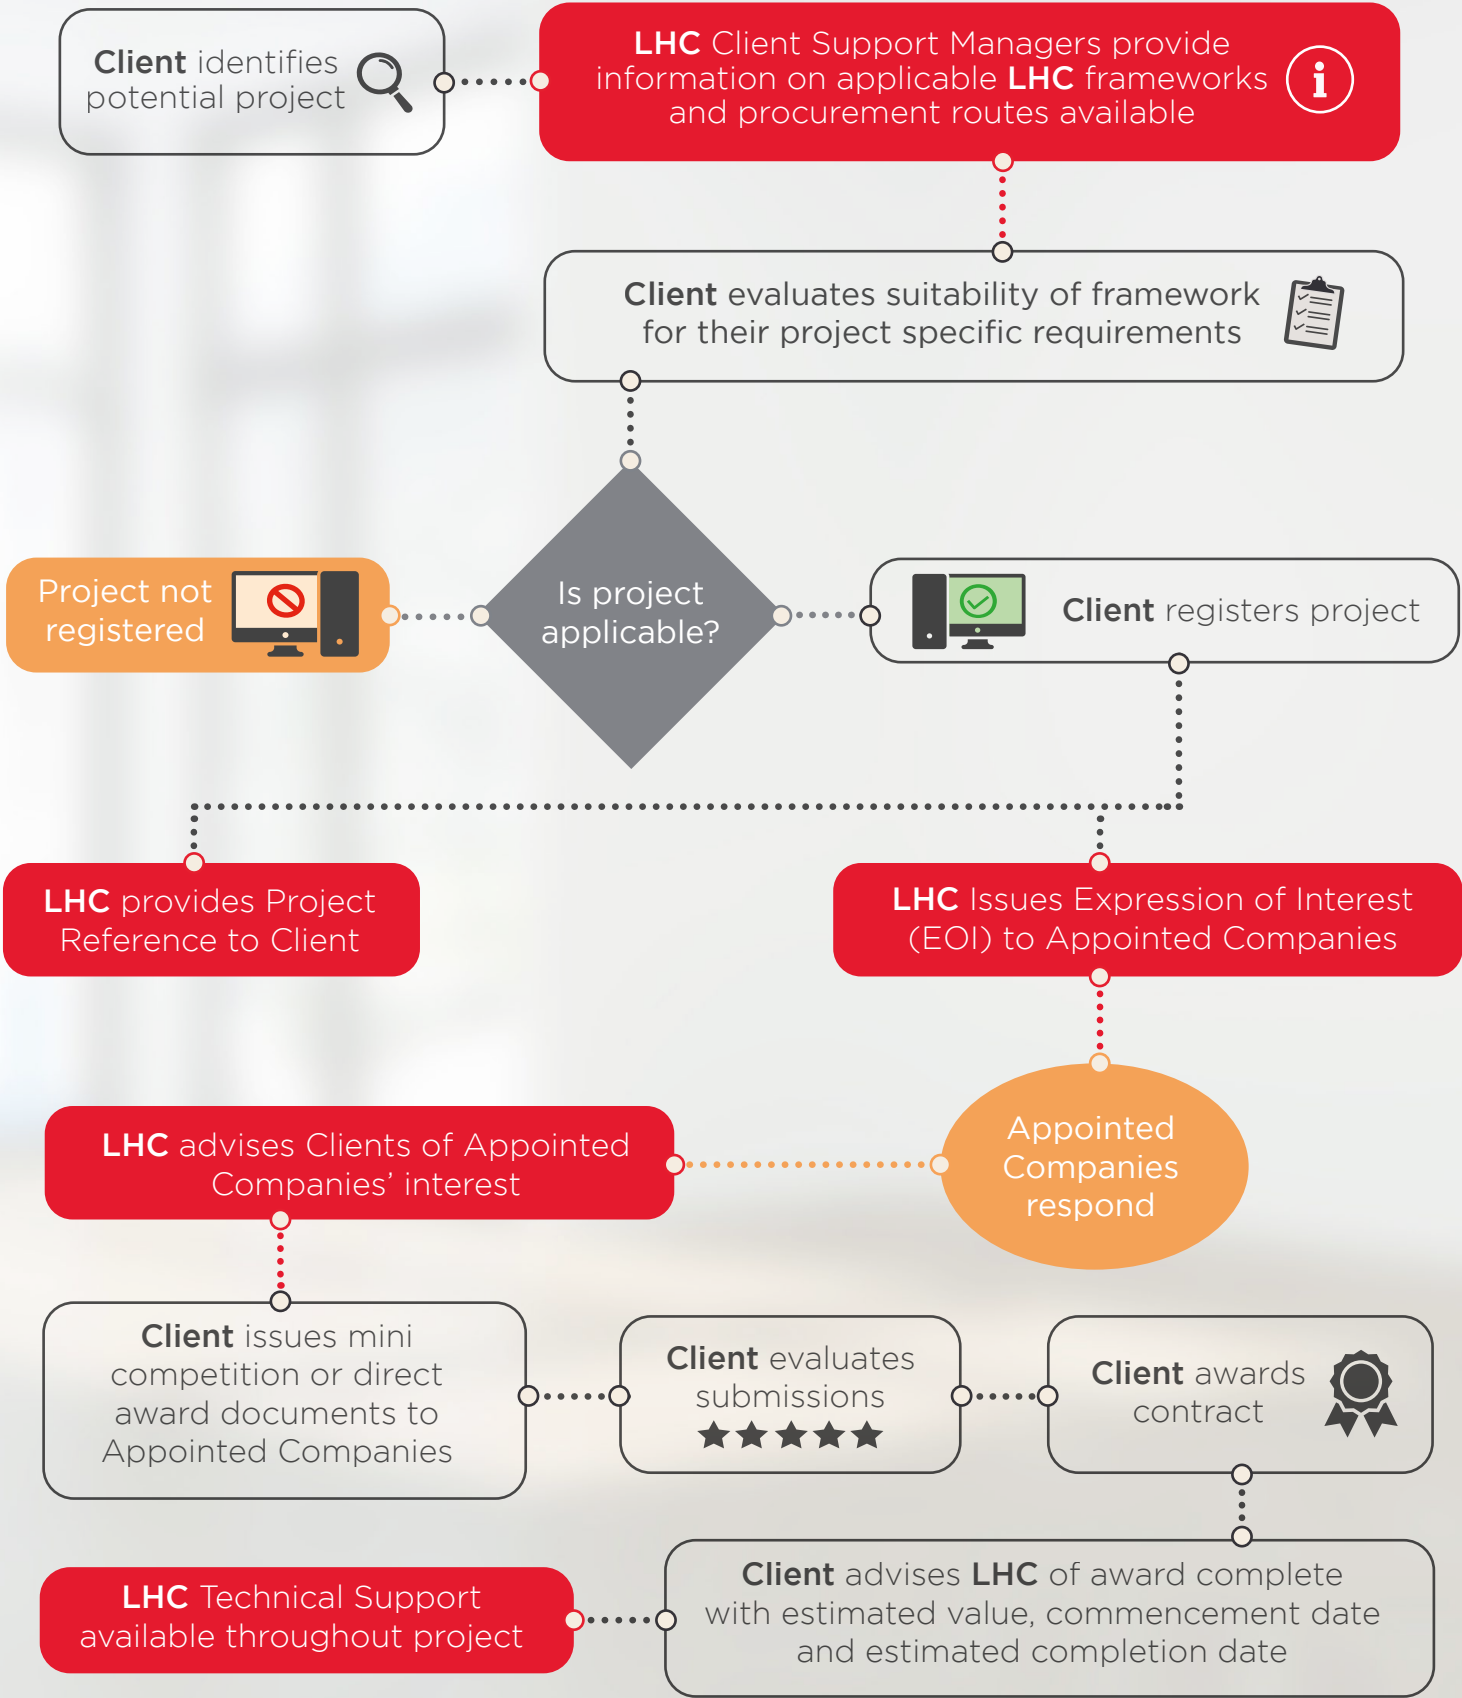 Client identifies
potential project
LHC Client Support Managers provide
information on applicable LHC frameworks
and procurement routes available
i
Client evaluates suitability of framework
for their project specific requirements
Is project
applicable?
Project not
registered
Client registers project
LHC provides Project
Reference to Client
LHC Issues Expression of Interest
(EOI) to Appointed Companies
Appointed
Companies
respond
LHC advises Clients of Appointed
Companies’ interest
Client issues mini
competition or direct
award documents to
Appointed Companies
Client evaluates
submissions
Client awards
contract
Client advises LHC of award complete
with estimated value, commencement date
and estimated completion date
LHC Technical Support
available throughout project